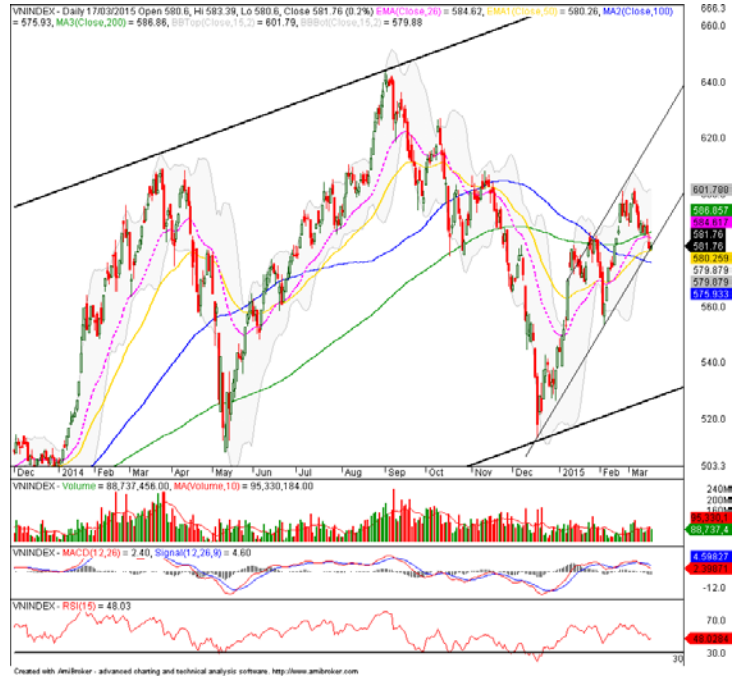 VNINDEX - Daily 17/03/2015 Open 580.6, Hi 583.39, Lo 580.6, Close 581.76 (0.2%) EMA(Close,26) = 584.62, EMA1(Close,50) = 580.26, MA2(Close,100)
= 575.93, MA3(Close,200) = 586.86, BBTop(Close,15,2) = 601.79, BBBot(Close,15,2) = 579.88
666.3
660.0
640.0
620.0
601.789
586.857
584.617
581.76
581.76
580.259
579.879
579.879
575.933
560.0
540.0
520.0
503.3
Dec 2014 Feb Mar Apr May Jun Jul Aug Sep Oct Nov Dec 2015 Feb Mar
VNINDEX - Volume = 88,737,456.00, MA(Volume,10) = 95,330,184.00
240M
200M
160M
95,330,1
88,737,4
VNINDEX - MACD(12,26) = 2.40, Signal(12,26,9) = 4.60
4.59827
2.39871
-12.0
VNINDEX - RSI(15) = 48.03
70.0
48.0284
30.0
30
Created with AmiBroker - advanced charting and technical analysis software. http://www.amibroker.com